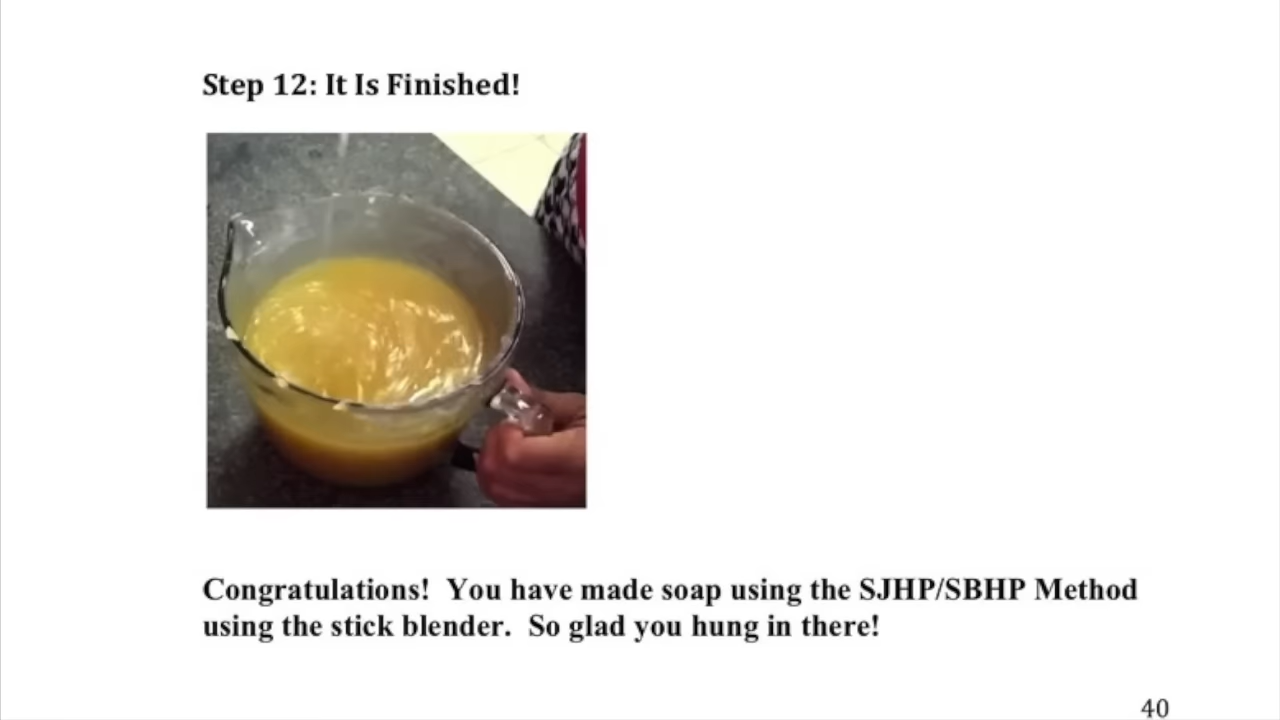 Step 12: It Is Finished!
Congratulations!  You have made soap using the SJHP/SBHP Method
using the stick blender.  So glad you hung in there!
40